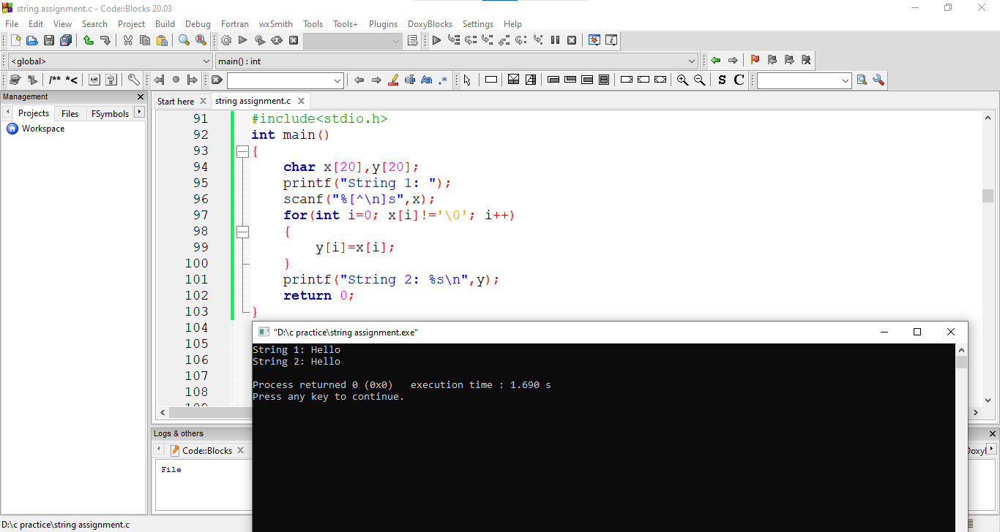 string assignment.c - Code::Blocks 20.03
File Edit View Search Project Build Debug Fortran wxSmith Tools Tools+ Plugins DoxyBlocks Settings Help
<global> main() : int
/** *< Aa .* S C
Management
Projects Files FSymbols
Workspace
Start here string assignment.c
91 #include<stdio.h>
92 int main()
93 {
94 char x[20],y[20];
95 printf("String 1: ");
96 scanf("%[^\n]s",x);
97 for(int i=0; x[i]!='\0'; i++)
98 {
99 y[i]=x[i];
100 }
101 printf("String 2: %s\n",y);
102 return 0;
103 }
104
105
106
107
108
"D:\c practice\string assignment.exe"
String 1: Hello
String 2: Hello
Process returned 0 (0x0) execution time : 1.690 s
Press any key to continue.
Logs & others
Code::Blocks
File
D:\c practice\string assignment.c